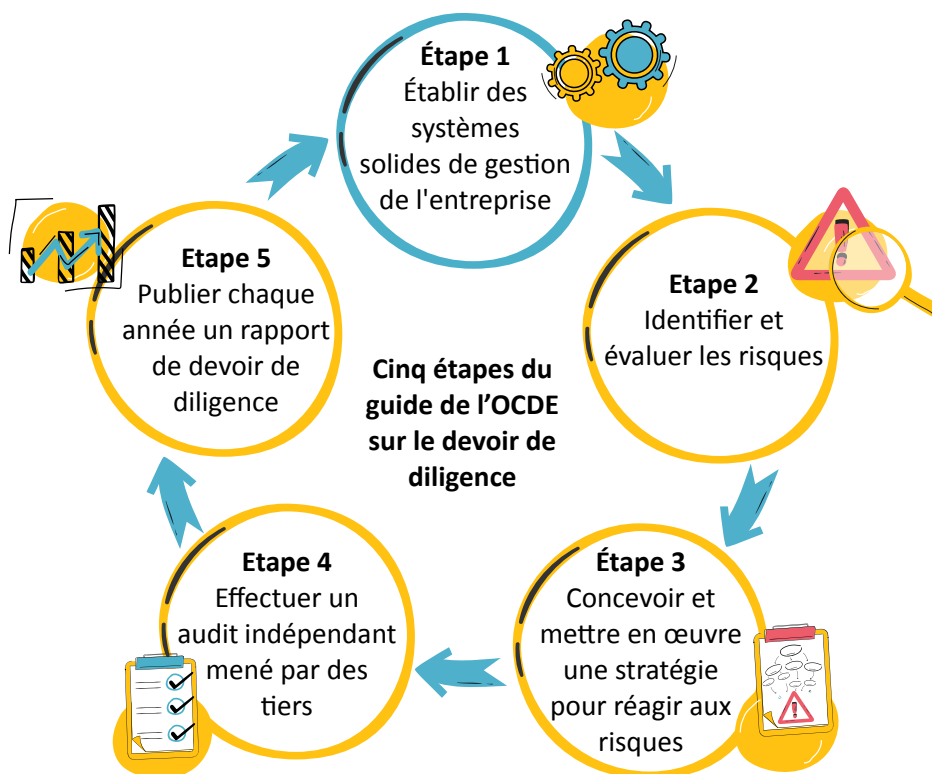 Étape 1
Établir des
systèmes
solides de gestion
de l'entreprise
Etape 2
Identifier et
évaluer les risques
Étape 3
Concevoir et
mettre en œuvre
une stratégie
pour réagir aux
risques
Etape 4
Effectuer un
audit indépendant
mené par des
tiers
Etape 5
Publier chaque
année un rapport
de devoir de
diligence
Cinq étapes du
guide de l’OCDE
sur le devoir de
diligence